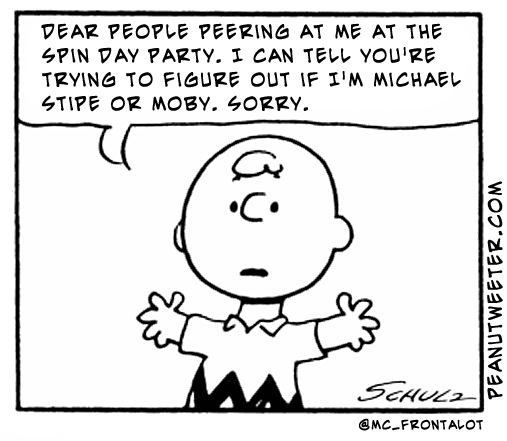 DEAR PEOPLE PEERING AT ME AT THE
SPIN DAY PARTY. I CAN TELL YOU'RE
TRYING TO FIGURE OUT IF I'M MICHAEL
STIPE OR MOBY. SORRY.
SCHULZ
PEANUTWEETER.COM
@MC_FRONTALOT